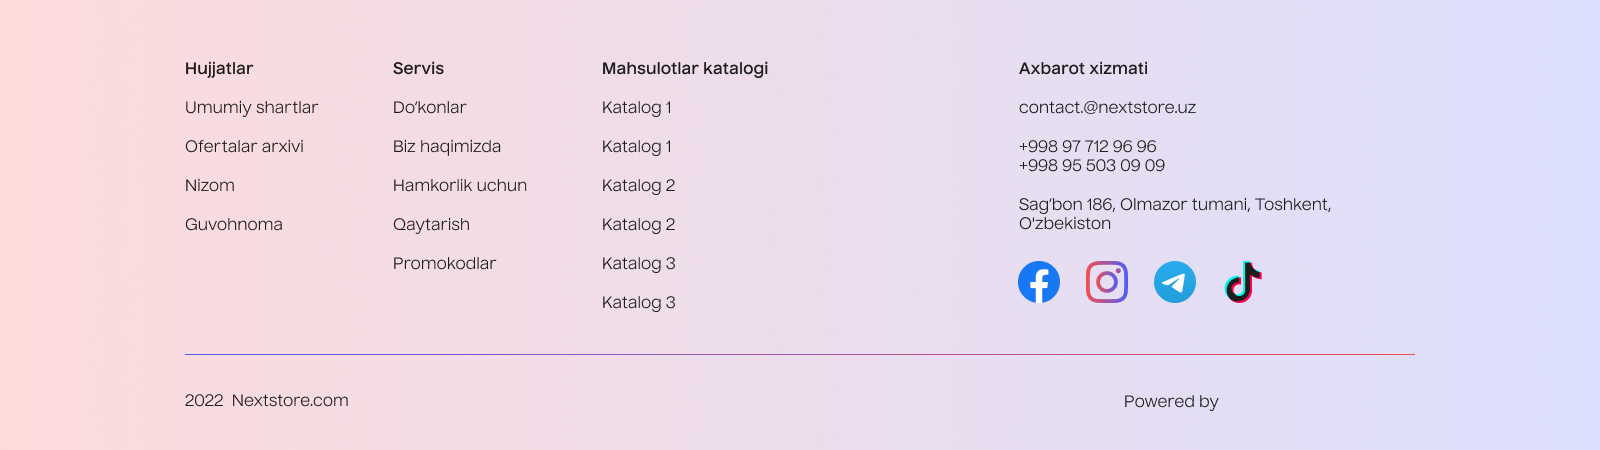 Hujjatlar
Umumiy shartlar
Ofertalar arxivi
Nizom
Guvohnoma
Servis
Do‘konlar
Biz haqimizda
Hamkorlik uchun
Qaytarish
Promokodlar
Mahsulotlar katalogi
Katalog 1
Katalog 1
Katalog 2
Katalog 2
Katalog 3
Katalog 3
Axbarot xizmati
contact.@nextstore.uz
+998 97 712 96 96
+998 95 503 09 09
Sag‘bon 186, Olmazor tumani, Toshkent,
O'zbekiston
2022 Nextstore.com
Powered by